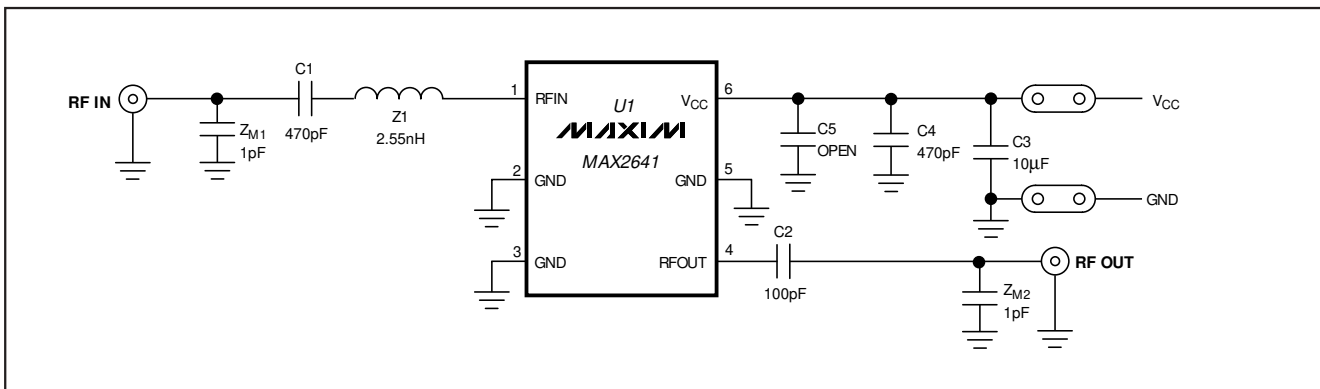 RF IN
ZM1
1pF
C1
470pF
Z1
2.55nH
1
RFIN
2
GND
3
GND
U1
MAXIM
MAX2641
VCC
6
GND
5
RFOUT
4
C5
OPEN
C4
470pF
C3
10µF
VCC
GND
C2
100pF
ZM2
1pF
RF OUT